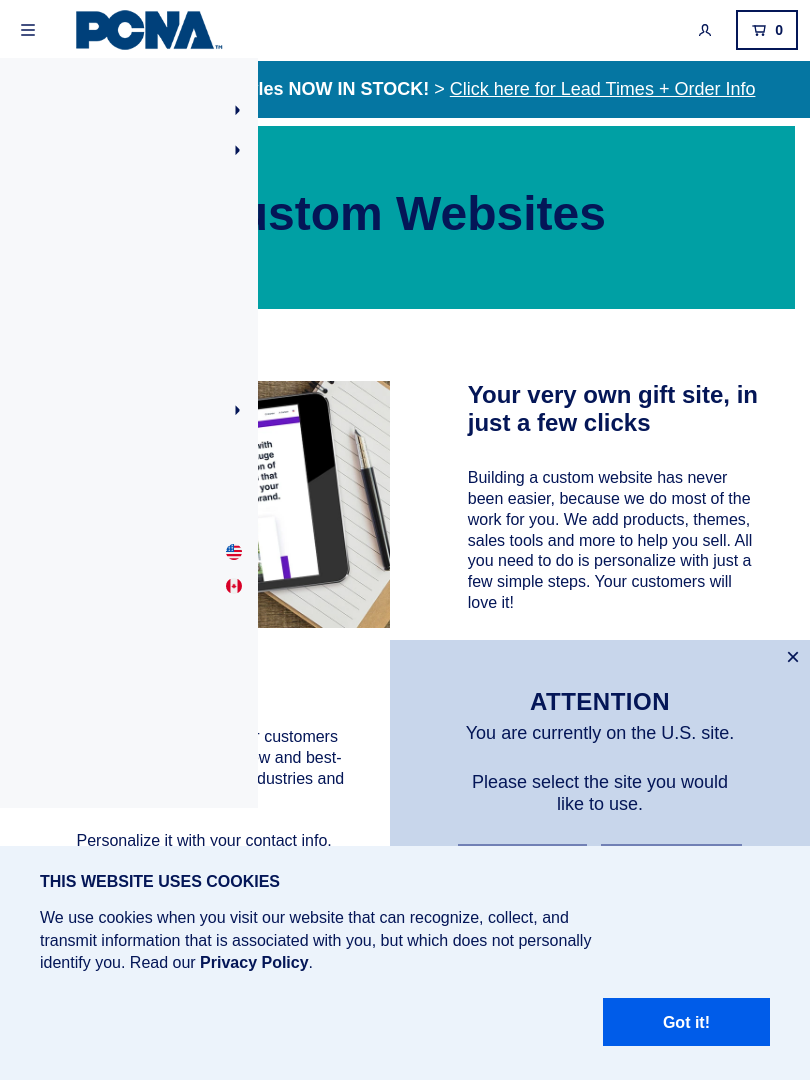 PCNA™
0
les NOW IN STOCK! > Click here for Lead Times + Order Info
ustom Websites
with
uge
on of
s that
your
brand.
Your very own gift site, in
just a few clicks
Building a custom website has never
been easier, because we do most of the
work for you. We add products, themes,
sales tools and more to help you sell. All
you need to do is personalize with just a
few simple steps. Your customers will
love it!
customers
w and best-
dustries and
Personalize it with your contact info.
ATTENTION
You are currently on the U.S. site.
Please select the site you would
like to use.
THIS WEBSITE USES COOKIES
We use cookies when you visit our website that can recognize, collect, and
transmit information that is associated with you, but which does not personally
identify you. Read our Privacy Policy.
Got it!